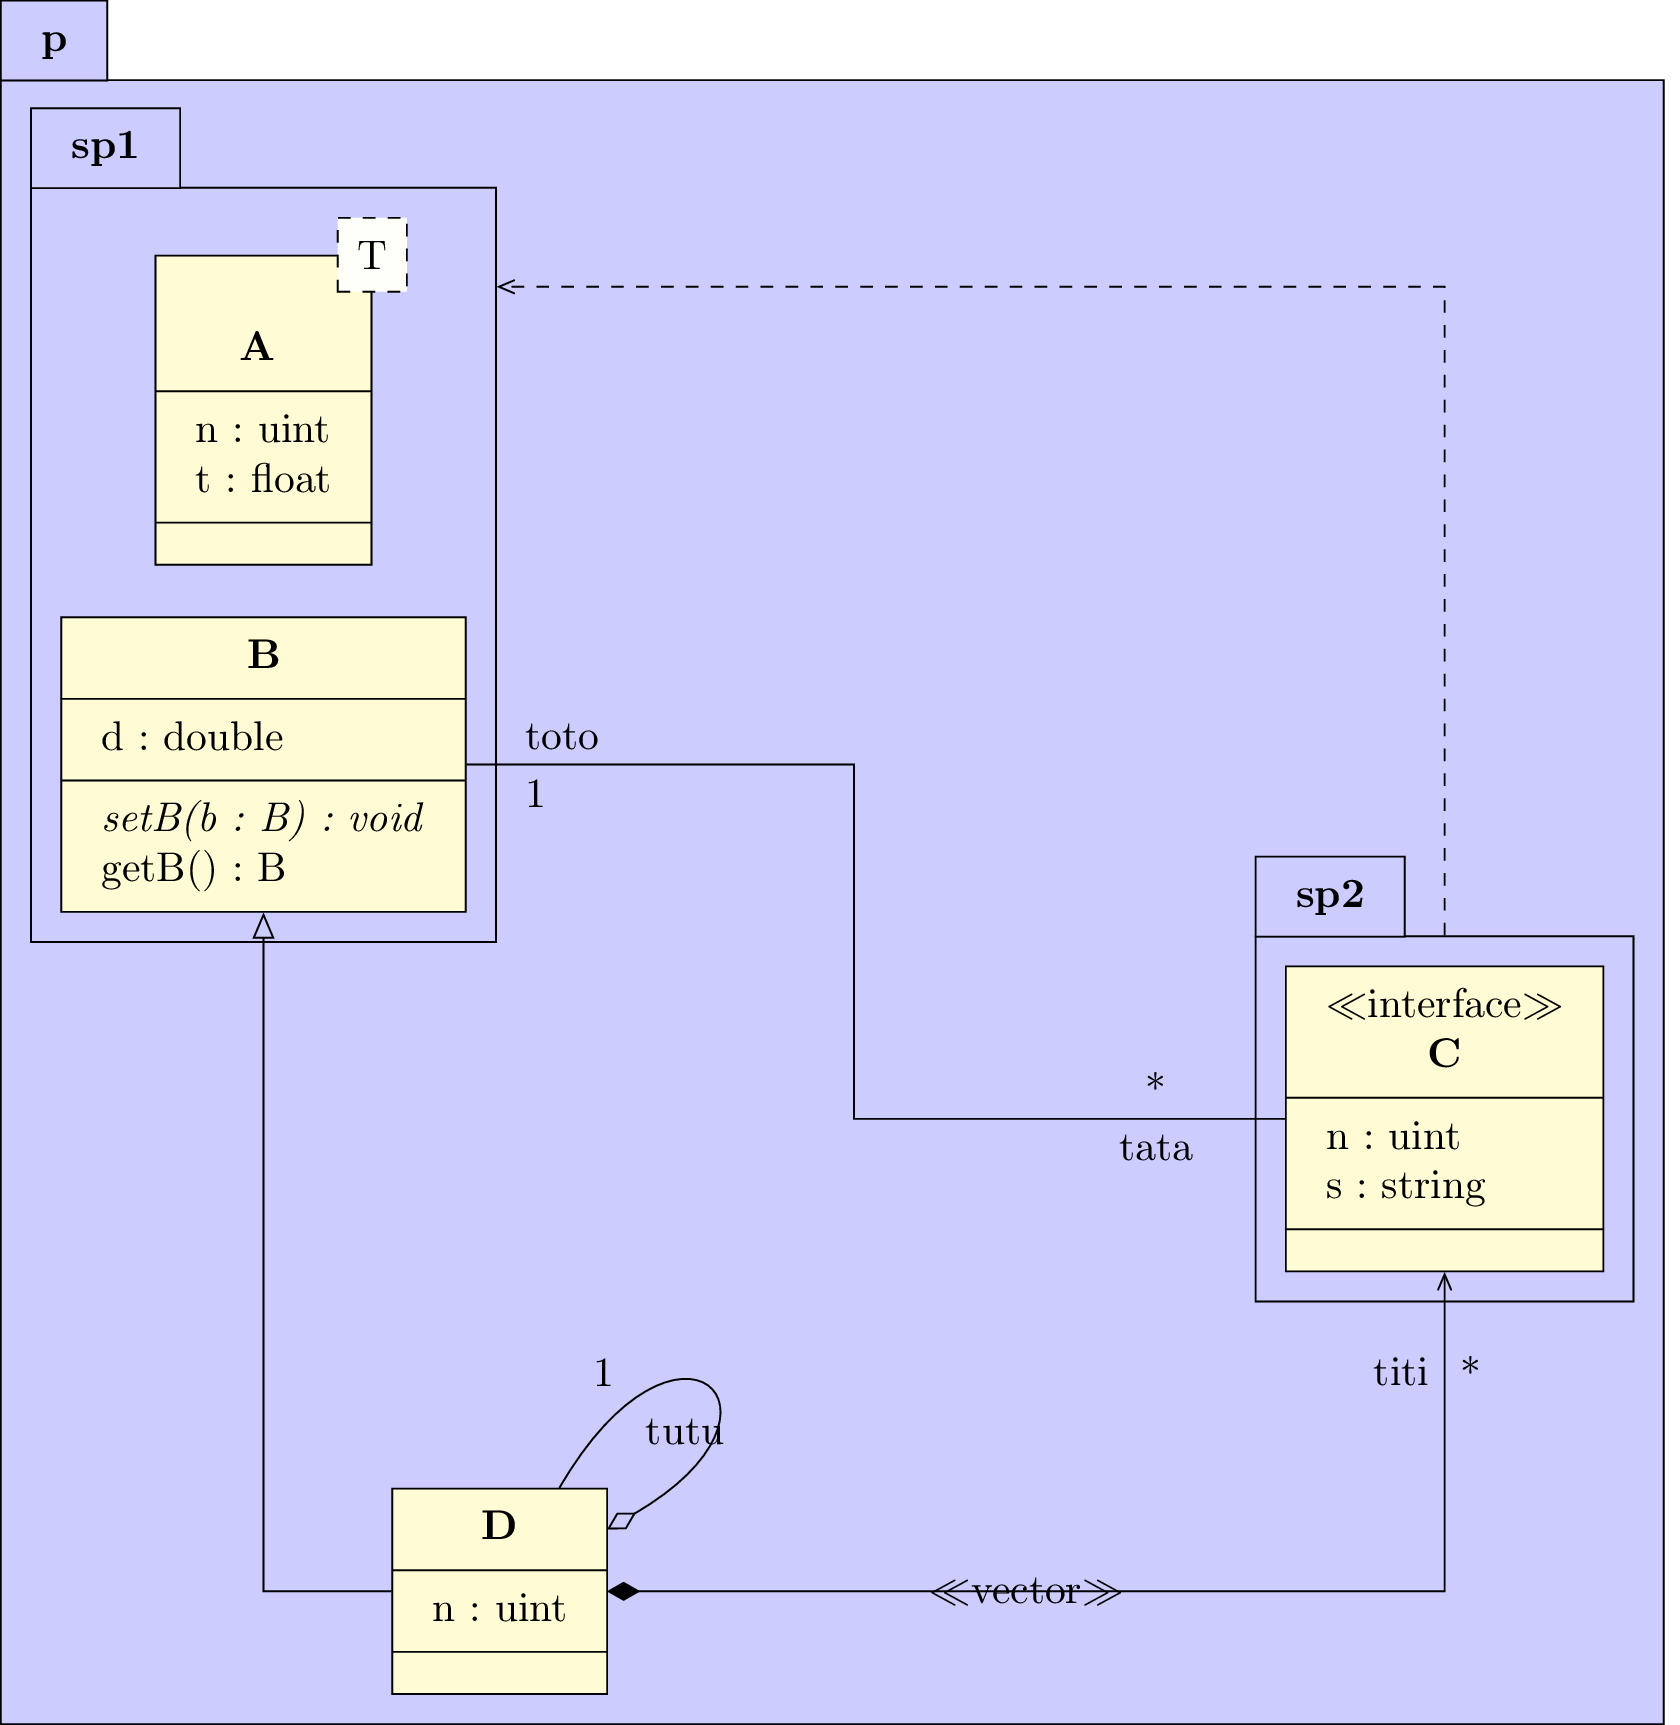 p
sp1
T
A
n : uint
t : float
B
d : double
setB(b : B) : void
getB() : B
toto
1
sp2
≪interface≫
C
n : uint
s : string
*
tata
titi
*
1
tutu
D
n : uint
≪vector≫